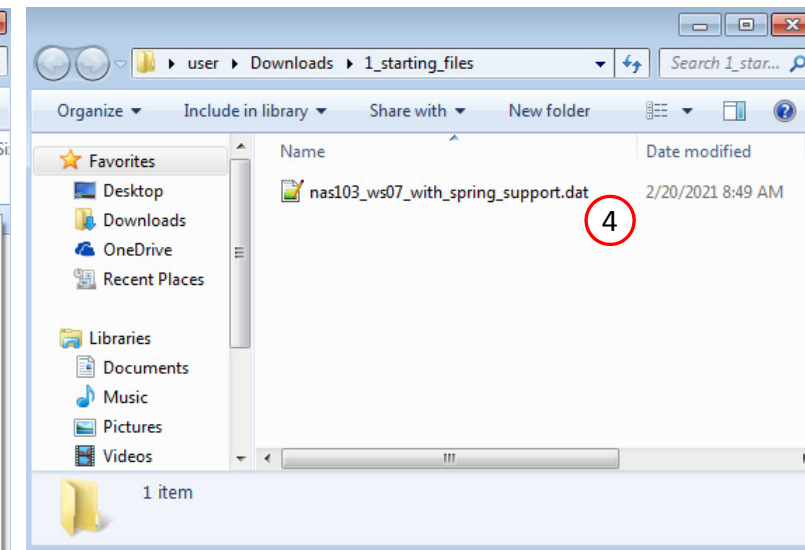 user Downloads 1_starting_files
Search 1_star...
Organize Include in library Share with New folder
Name Date modified
Favorites
Desktop
Downloads
OneDrive
Recent Places
nas103_ws07_with_spring_support.dat 2/20/2021 8:49 AM
4
Libraries
Documents
Music
Pictures
Videos
1 item